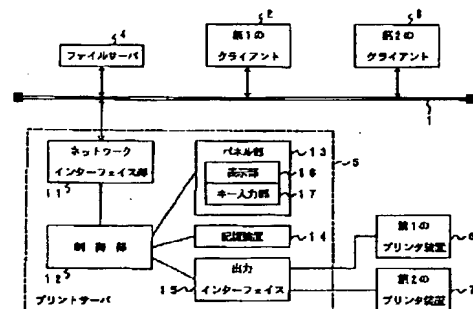 4
2
3
ファイルサーバ
第1の
クライアント
第2の
クライアント
1
5
ネットワーク
インターフェイス部
11
パネル部
13
表示部
16
キー入力部
17
制御部
12
記憶装置
14
出力
インターフェイス
15
第1の
プリンタ装置
6
第2の
プリンタ装置
7
プリントサーバ